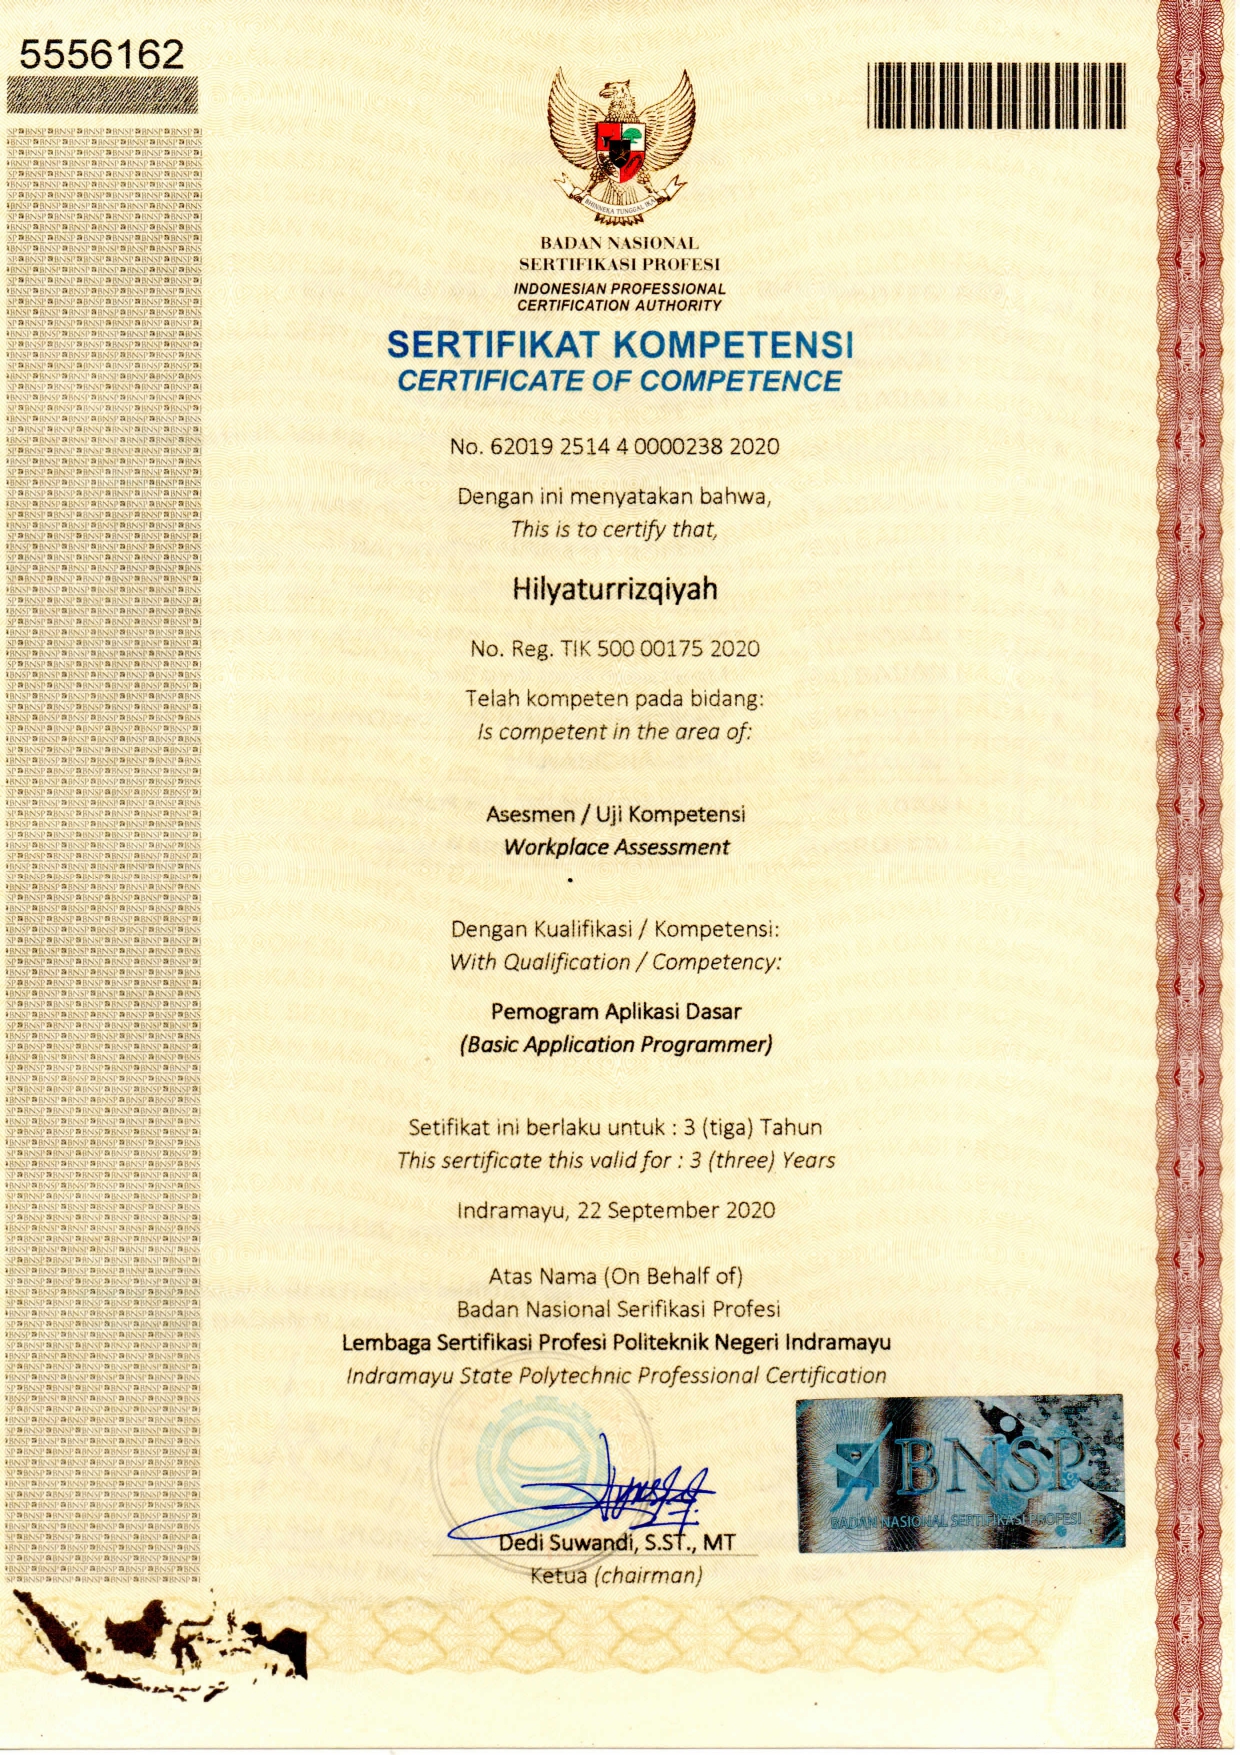 5556162
BHINNEKA TUNGGAL IKA
BADAN NASIONAL
SERTIFIKASI PROFESI
INDONESIAN PROFESSIONAL
CERTIFICATION AUTHORITY
SERTIFIKAT KOMPETENSI
CERTIFICATE OF COMPETENCE
No. 62019 2514 4 0000238 2020
Dengan ini menyatakan bahwa,
This is to certify that,
Hilyaturrizqiyah
No. Reg. TIK 500 00175 2020
Telah kompeten pada bidang:
Is competent in the area of:
Asesmen / Uji Kompetensi
Workplace Assessment
Dengan Kualifikasi / Kompetensi:
With Qualification / Competency:
Pemogram Aplikasi Dasar
(Basic Application Programmer)
Setifikat ini berlaku untuk : 3 (tiga) Tahun
This sertificate this valid for : 3 (three) Years
Indramayu, 22 September 2020
Atas Nama (On Behalf of)
Badan Nasional Serifikasi Profesi
Lembaga Sertifikasi Profesi Politeknik Negeri Indramayu
Indramayu State Polytechnic Professional Certification
BNSP
BADAN NASIONAL SERTIFIKASI PROFESI
Dedi Suwandi, S.ST., MT
Ketua (chairman)